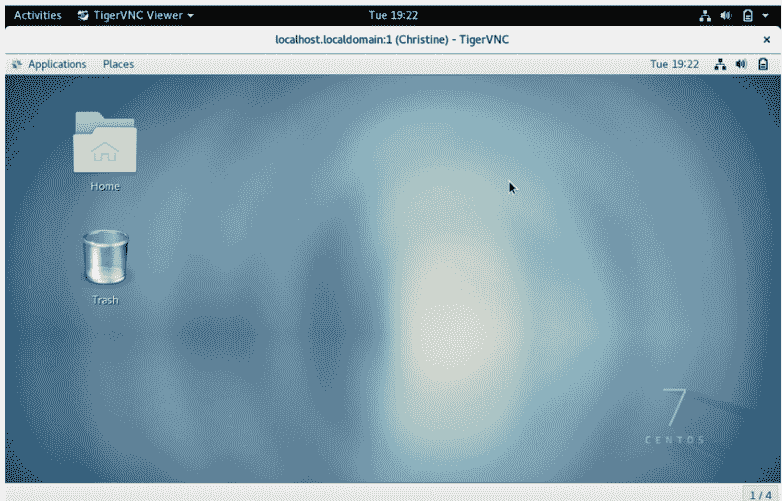 Activities TigerVNC Viewer Tue 19:22
localhost.localdomain:1 (Christine) - TigerVNC ×
Applications Places Tue 19:22
Home
Trash
7
CENTOS
1 / 4